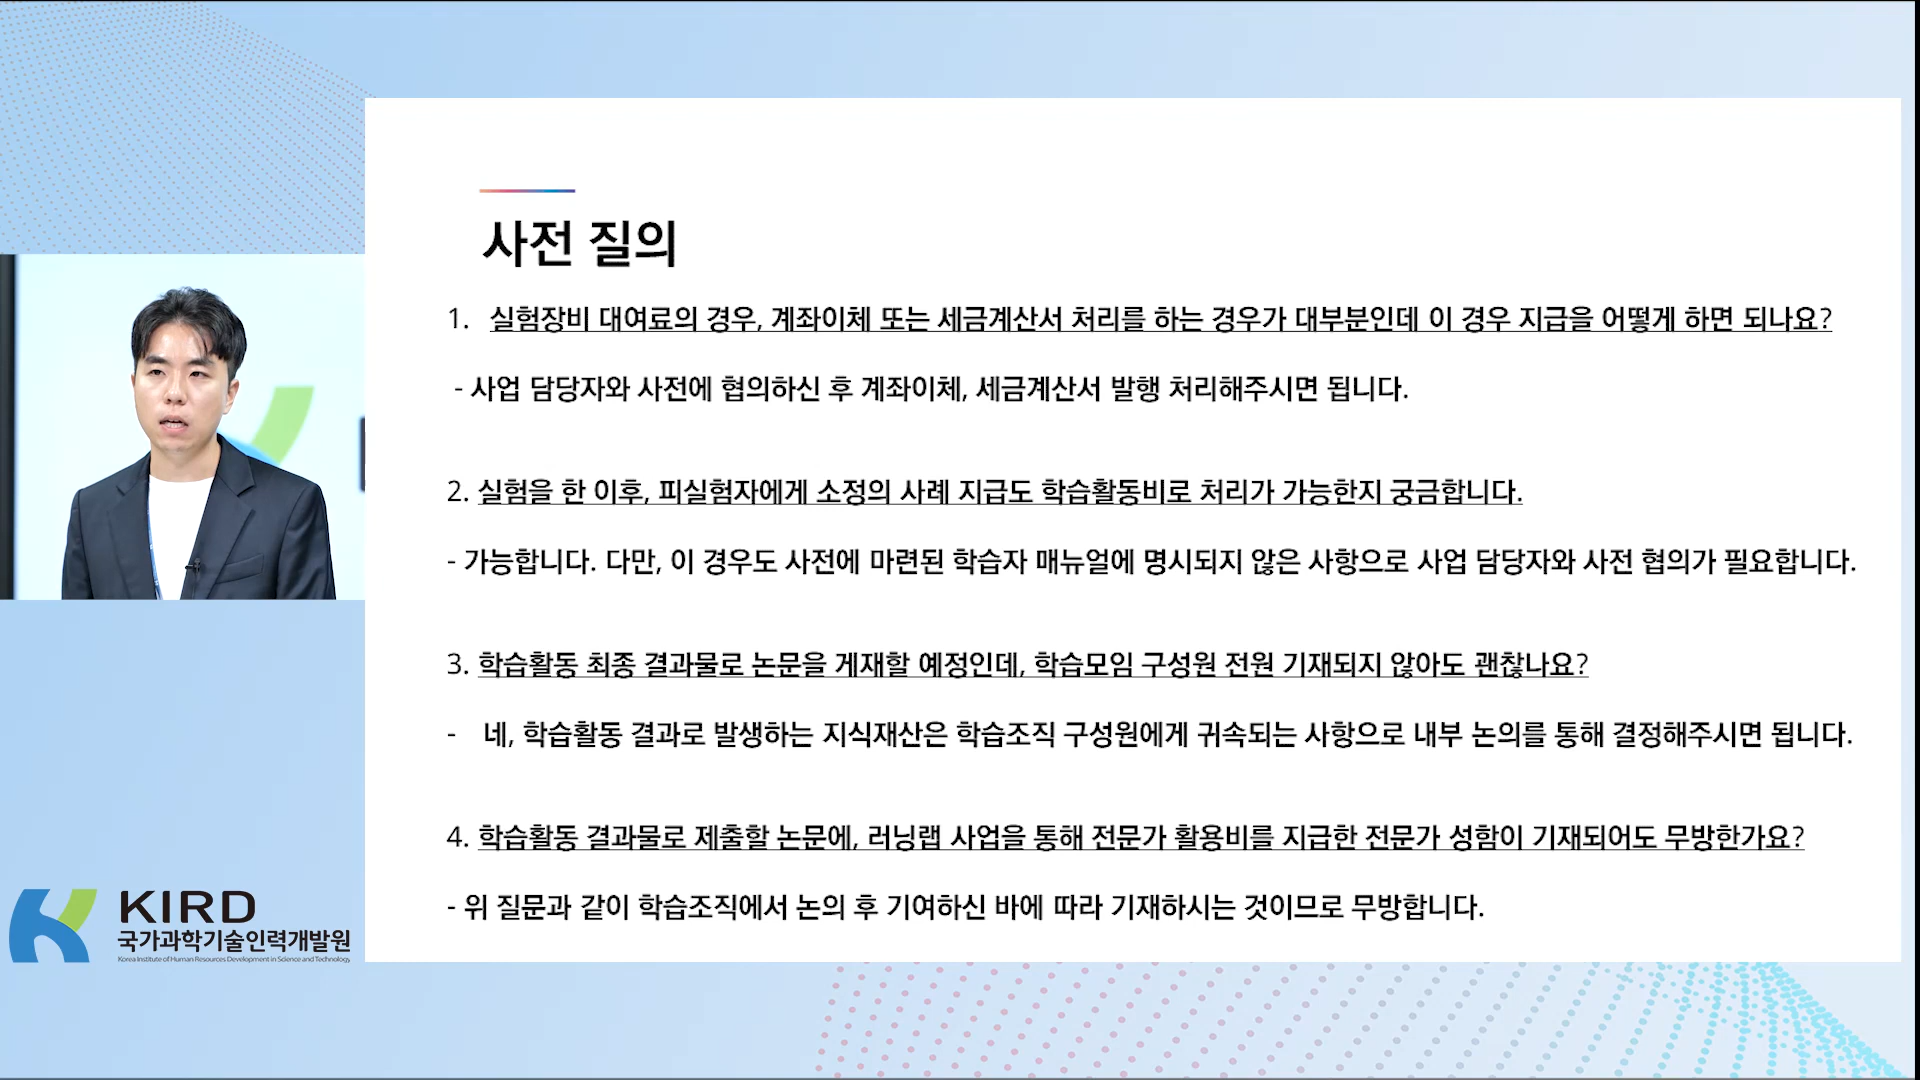 사전 질의
1. 실험장비 대여료의 경우, 계좌이체 또는 세금계산서 처리를 하는 경우가 대부분인데 이 경우 지급을 어떻게 하면 되나요?
- 사업 담당자와 사전에 협의하신 후 계좌이체, 세금계산서 발행 처리해주시면 됩니다.
2. 실험을 한 이후, 피실험자에게 소정의 사례 지급도 학습활동비로 처리가 가능한지 궁금합니다.
- 가능합니다. 다만, 이 경우도 사전에 마련된 학습자 매뉴얼에 명시되지 않은 사항으로 사업 담당자와 사전 협의가 필요합니다.
3. 학습활동 최종 결과물로 논문을 게재할 예정인데, 학습모임 구성원 전원 기재되지 않아도 괜찮나요?
- 네, 학습활동 결과로 발생하는 지식재산은 학습조직 구성원에게 귀속되는 사항으로 내부 논의를 통해 결정해주시면 됩니다.
4. 학습활동 결과물로 제출할 논문에, 러닝랩 사업을 통해 전문가 활용비를 지급한 전문가 성함이 기재되어도 무방한가요?
- 위 질문과 같이 학습조직에서 논의 후 기여하신 바에 따라 기재하시는 것이므로 무방합니다.
KIRD
국가과학기술인력개발원
Korea Institute of Human Resources Development in Science and Technology